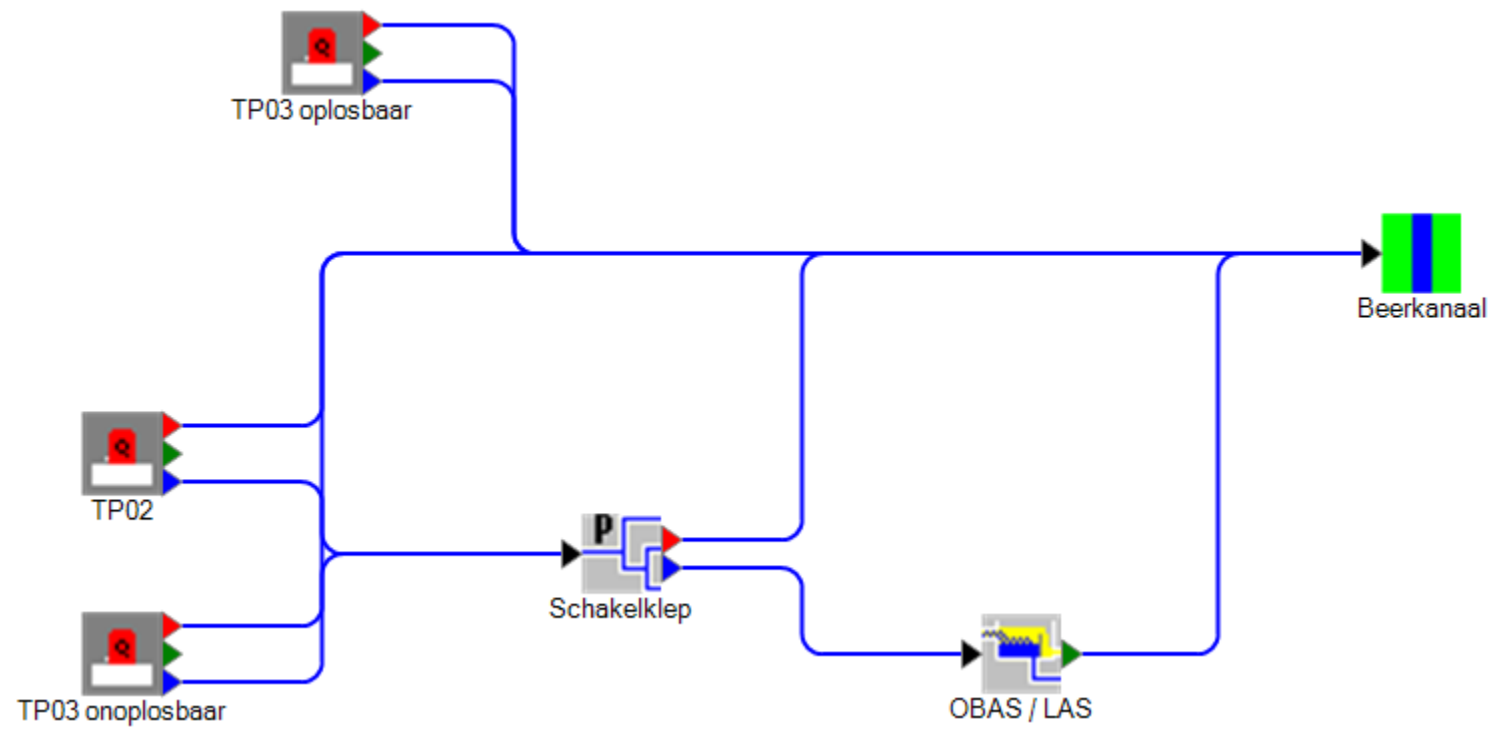 Q
TP03 oplosbaar
Beerkanaal
Q
TP02
P
Schakelklep
Q
TP03 onoplosbaar
OBAS / LAS